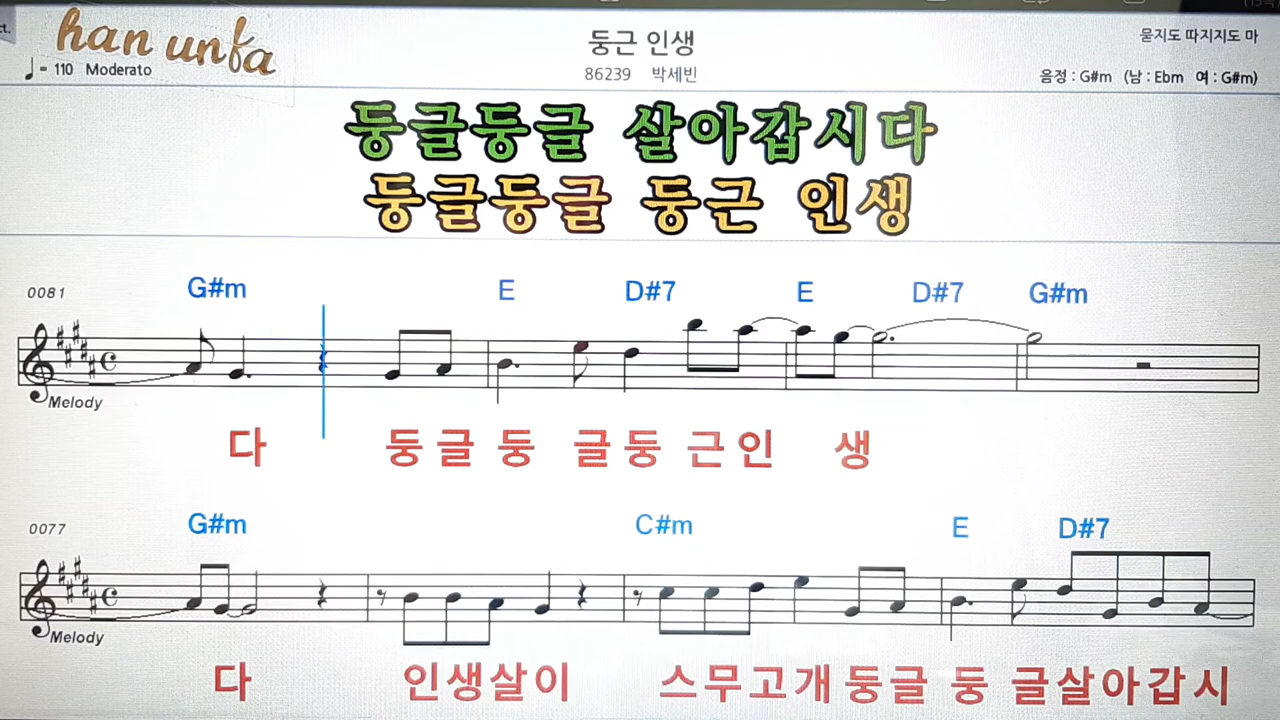 ct.
han unfa
둥근 인생
묻지도 따지지도 마
♩= 110 Moderato
86239 박세빈
음정 : G#m (남 : Ebm 여 : G#m)
둥글둥글 살아갑시다
둥글둥글 둥근 인생
0081
G#m E D#7 E D#7 G#m
Melody
다 둥글둥 글둥 근인 생
0077
G#m C#m E D#7
Melody
다 인생살이 스무고개 둥글 둥 글살아갑시